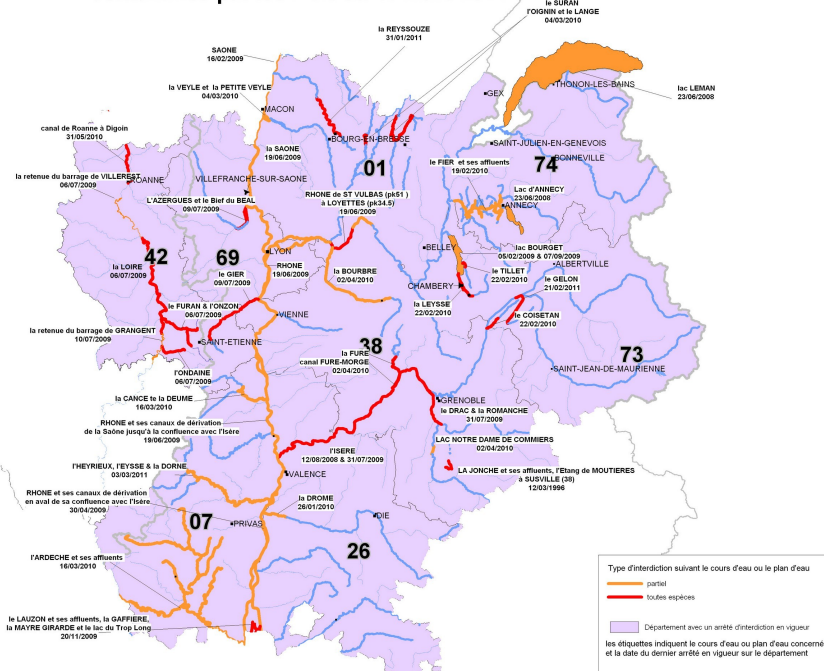 le SURAN
l'OIGNIN et le LANGE
04/03/2010
la REYSSOUZE
31/01/2011
SAONE
16/02/2009
la VEYLE et la PETITE VEYLE
04/03/2010
MACON
GEX
THONON-LES-BAINS
lac LEMAN
23/06/2008
canal de Roanne à Digoin
31/05/2010
BOURG-EN-BRESSE
SAINT-JULIEN-EN-GENEVOIS
la SAONE
19/06/2009
01
le FIER et ses affluents
19/02/2010
74
BONNEVILLE
la retenue du barrage de VILLEREST
06/07/2009
ROANNE
VILLEFRANCHE-SUR-SAONE
RHONE de ST VULBAS (pk51 )
à LOYETTES (pk34.5)
19/06/2009
Lac d'ANNECY
23/06/2008
ANNECY
L'AZERGUES et le Bief du BEAL
09/07/2009
42
69
LYON
BELLEY
lac BOURGET
05/02/2009 & 07/09/2009
ALBERTVILLE
la LOIRE
06/07/2009
le GIER
09/07/2009
RHONE
19/06/2009
la BOURBRE
02/04/2010
le TILLET
22/02/2010
le GELON
21/02/2011
CHAMBERY
le FURAN & l'ONZON
06/07/2009
la LEYSSE
22/02/2010
VIENNE
le COISETAN
22/02/2010
la retenue du barrage de GRANGENT
10/07/2009
SAINT-ETIENNE
38
la FURE
canal FURE-MORGE
02/04/2010
73
SAINT-JEAN-DE-MAURIENNE
l'ONDAINE
06/07/2009
la CANCE te la DEUME
16/03/2010
GRENOBLE
le DRAC & la ROMANCHE
31/07/2009
RHONE et ses canaux de dérivation
de la Saône jusqu'à la confluence avec l'Isère
19/06/2009
LAC NOTRE DAME DE COMMIERS
02/04/2010
l'ISERE
12/08/2008 & 31/07/2009
l'HEYRIEUX, l'EYSSE & la DORNE
03/03/2011
VALENCE
LA JONCHE et ses affluents, l'Etang de MOUTIERES
à SUSVILLE (38)
12/03/1996
RHONE et ses canaux de dérivation
en aval de sa confluence avec l'Isère
30/04/2009
la DROME
26/01/2010
07
PRIVAS
DIE
26
l'ARDECHE et ses affluents
16/03/2010
Type d'interdiction suivant le cours d'eau ou le plan d'eau
partiel
toutes espèces
le LAUZON et ses affluents, la GAFFIERE,
la MAYRE GIRARDE et le lac du Trop Long
20/11/2009
Département avec un arrêté d'interdiction en vigueur
les étiquettes indiquent le cours d'eau ou plan d'eau concerné
et la date du dernier arrêté en vigueur sur le département